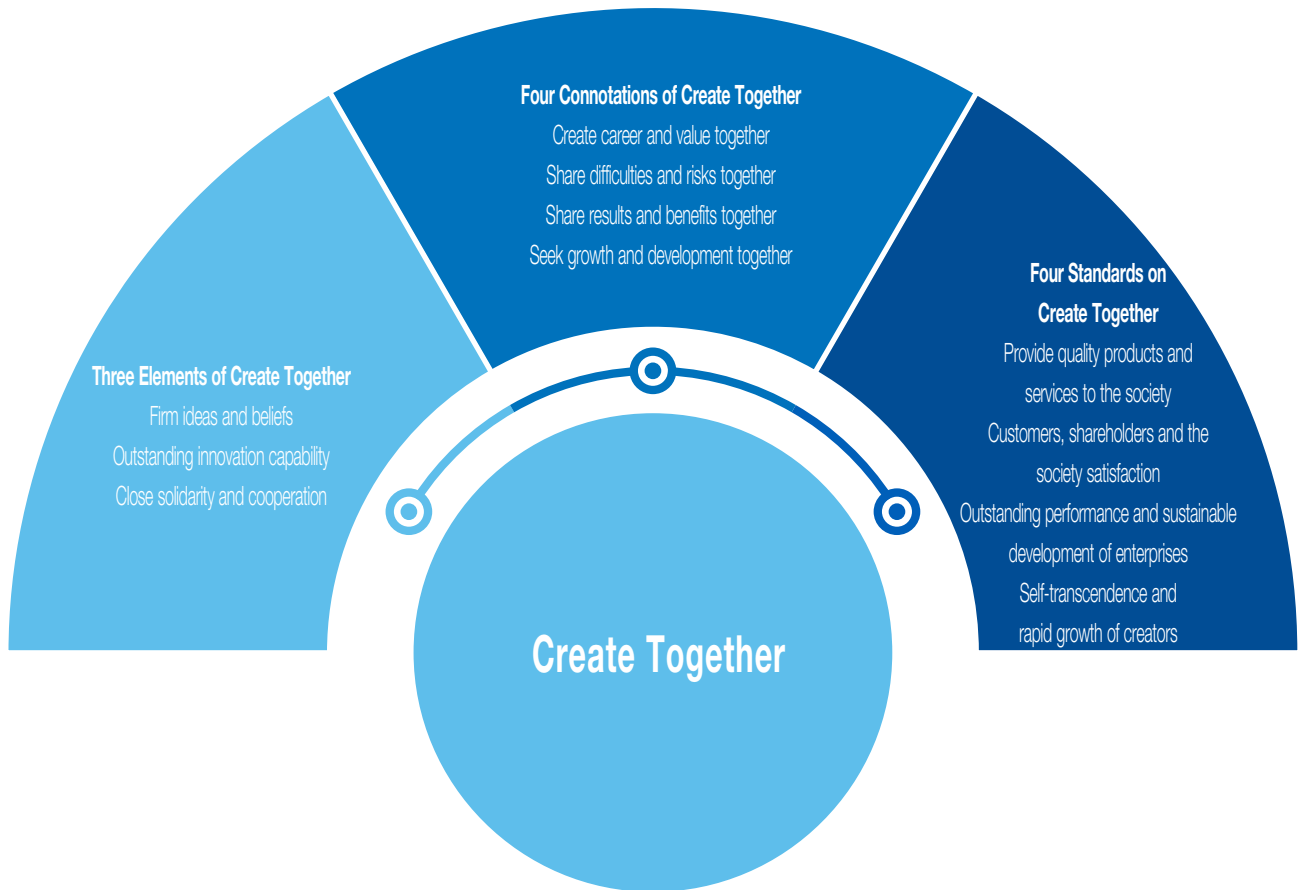 Four Connotations of Create Together
Create career and value together
Share difficulties and risks together
Share results and benefits together
Seek growth and development together
Three Elements of Create Together
Firm ideas and beliefs
Outstanding innovation capability
Close solidarity and cooperation
Four Standards on
Create Together
Provide quality products and
services to the society
Customers, shareholders and the
society satisfaction
Outstanding performance and sustainable
development of enterprises
Self-transcendence and
rapid growth of creators
Create Together